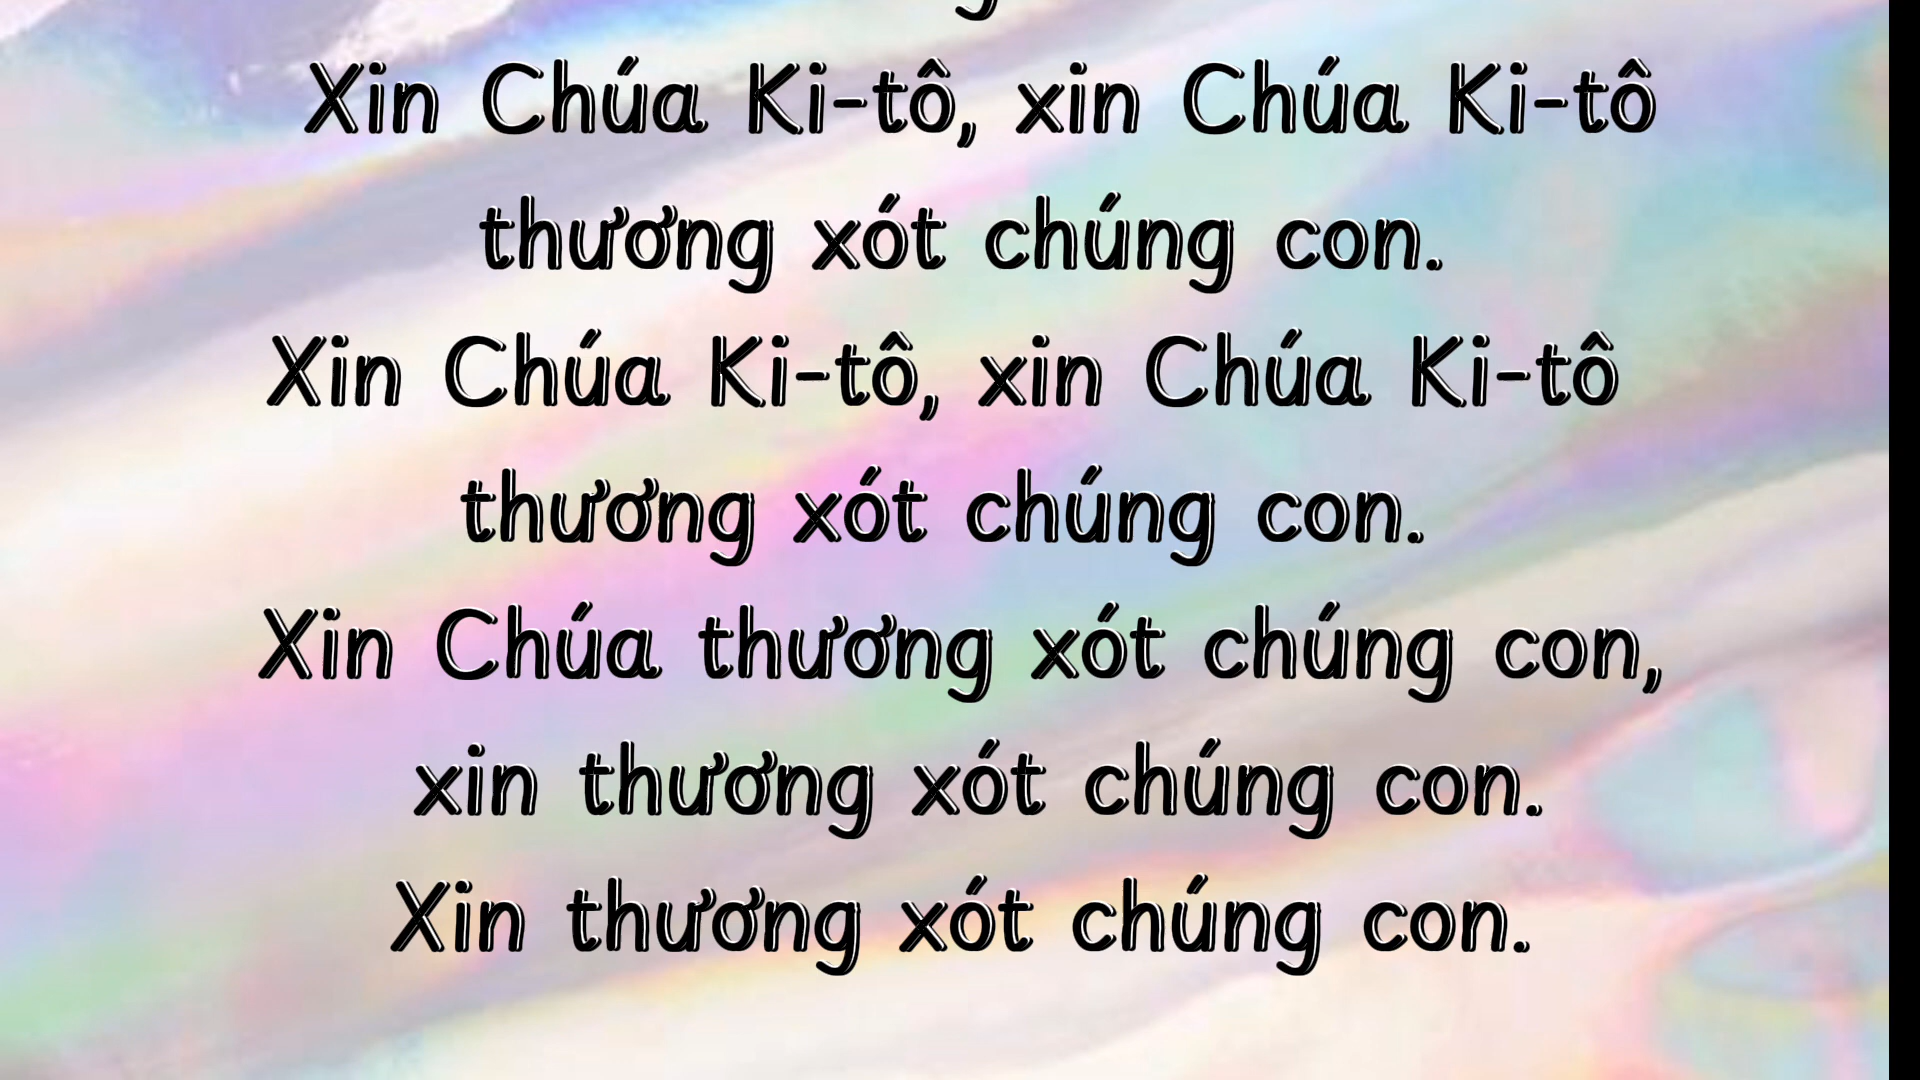 Xin Chúa Ki-tô, xin Chúa Ki-tô
thương xót chúng con.
Xin Chúa Ki-tô, xin Chúa Ki-tô
thương xót chúng con.
Xin Chúa thương xót chúng con,
xin thương xót chúng con.
Xin thương xót chúng con.